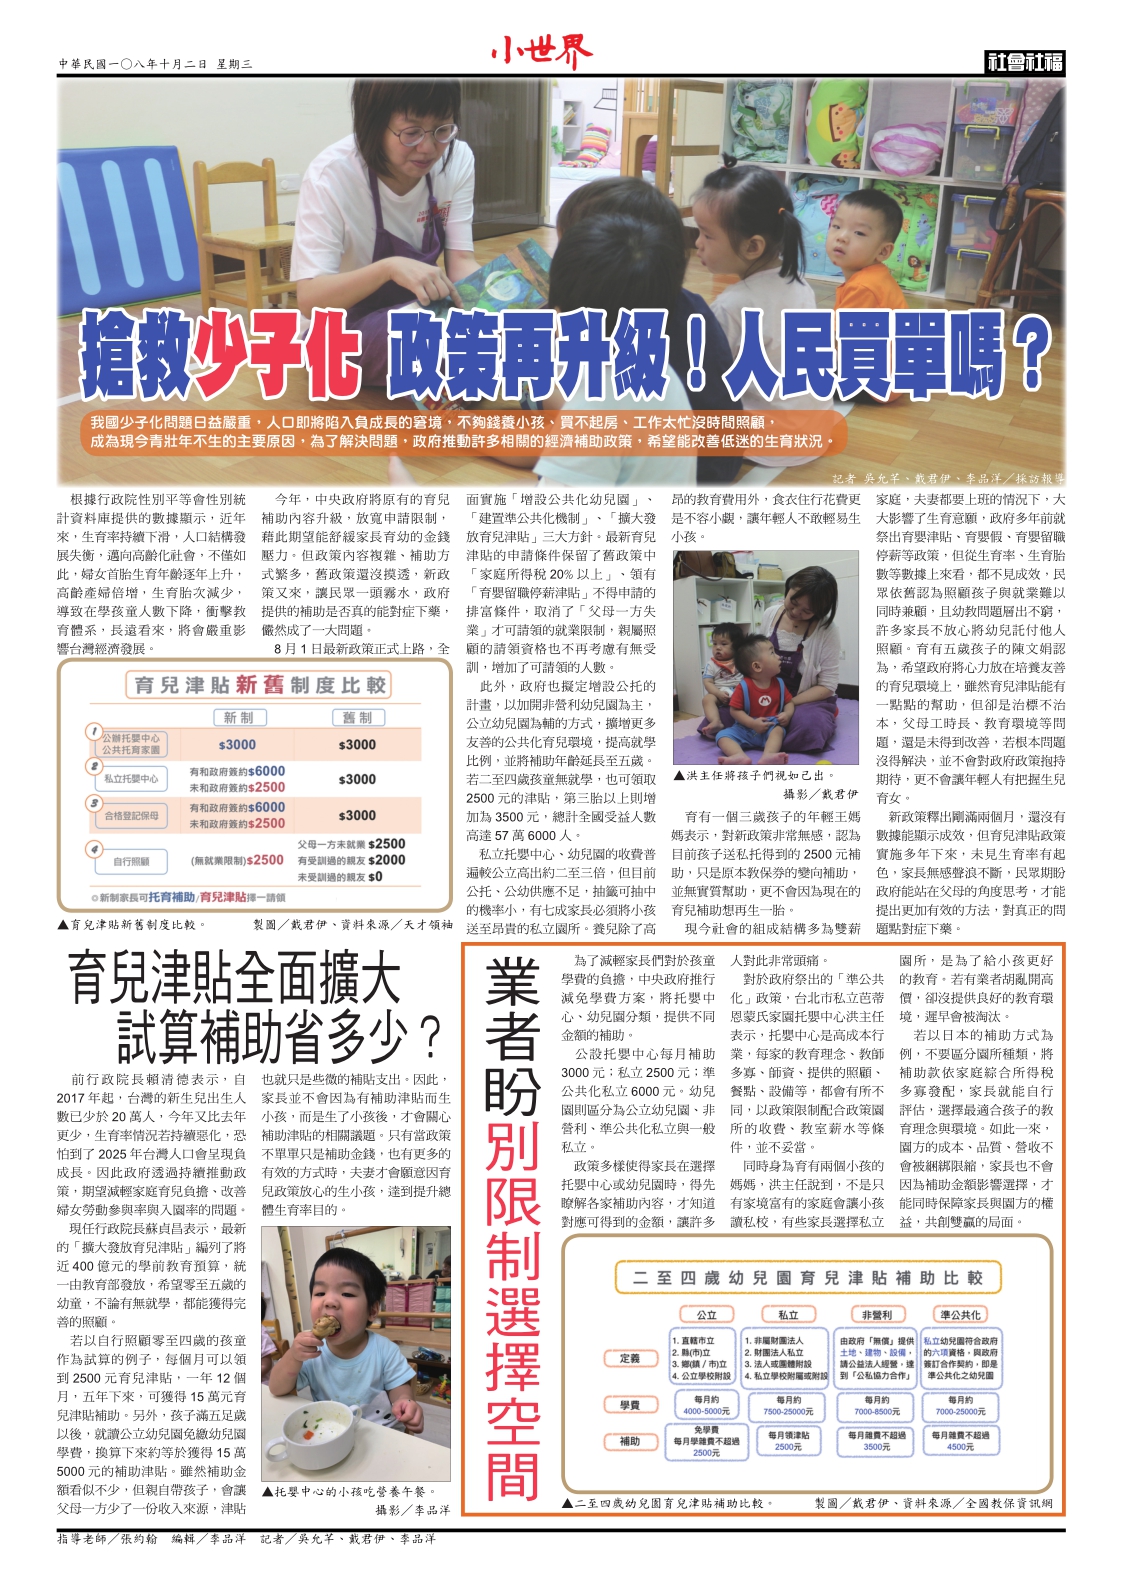 中華民國一〇八年十月二日 星期三
小世界
社會社福
搶救少子化 政策再升級！人民買單嗎？
我國少子化問題日益嚴重，人口即將陷入負成長的窘境，不夠錢養小孩、買不起房、工作太忙沒時間照顧，
成為現今青壯年不生的主要原因，為了解決問題，政府推動許多相關的經濟補助政策，希望能改善低迷的生育狀況。
記者 吳允芊、戴君伊、李品洋／採訪報導
根據行政院性別平等會性別統
計資料庫提供的數據顯示，近年
來，生育率持續下滑，人口結構發
展失衡，邁向高齡化社會，不僅如
此，婦女首胎生育年齡逐年上升，
高齡產婦倍增，生育胎次減少，
導致在學孩童人數下降，衝擊教
育體系，長遠看來，將會嚴重影
響台灣經濟發展。
今年，中央政府將原有的育兒
補助內容升級，放寬申請限制，
藉此期望能舒緩家長育幼的金錢
壓力。但政策內容複雜、補助方
式繁多，舊政策還沒摸透，新政
策又來，讓民眾一頭霧水，政府
提供的補助是否真的能對症下藥，
儼然成了一大問題。
8 月 1 日最新政策正式上路，全
面實施「增設公共化幼兒園」、
「建置準公共化機制」、「擴大發
放育兒津貼」三大方針。最新育兒
津貼的申請條件保留了舊政策中
「家庭所得稅 20% 以上」、領有
「育嬰留職停薪津貼」不得申請的
排富條件，取消了「父母一方失
業」才可請領的就業限制，親屬照
顧的請領資格也不再考慮有無受
訓，增加了可請領的人數。
此外，政府也擬定增設公托的
計畫，以加開非營利幼兒園為主，
公立幼兒園為輔的方式，擴增更多
友善的公共化育兒環境，提高就學
比例，並將補助年齡延長至五歲。
若二至四歲孩童無就學，也可領取
2500 元的津貼，第三胎以上則增
加為 3500 元，總計全國受益人數
高達 57 萬 6000 人。
私立托嬰中心、幼兒園的收費普
遍較公立高出約二至三倍，但目前
公托、公幼供應不足，抽籤可抽中
的機率小，有七成家長必須將小孩
送至昂貴的私立園所。養兒除了高
昂的教育費用外，食衣住行花費更
是不容小覷，讓年輕人不敢輕易生
小孩。
▲洪主任將孩子們視如己出。
攝影／戴君伊
育有一個三歲孩子的年輕王媽
媽表示，對新政策非常無感，認為
目前孩子送私托得到的 2500 元補
助，只是原本教保券的變向補助，
並無實質幫助，更不會因為現在的
育兒補助想再生一胎。
現今社會的組成結構多為雙薪
家庭，夫妻都要上班的情況下，大
大影響了生育意願，政府多年前就
祭出育嬰津貼、育嬰假、育嬰留職
停薪等政策，但從生育率、生育胎
數等數據上來看，都不見成效，民
眾依舊認為照顧孩子與就業難以
同時兼顧，且幼教問題層出不窮，
許多家長不放心將幼兒託付他人
照顧。育有五歲孩子的陳文娟認
為，希望政府將心力放在培養友善
的育兒環境上，雖然育兒津貼能有
一點點的幫助，但卻是治標不治
本，父母工時長、教育環境等問
題，還是未得到改善，若根本問題
沒得解決，並不會對政府政策抱持
期待，更不會讓年輕人有把握生兒
育女。
新政策釋出剛滿兩個月，還沒有
數據能顯示成效，但育兒津貼政策
實施多年下來，未見生育率有起
色，家長無感聲浪不斷，民眾期盼
政府能站在父母的角度思考，才能
提出更加有效的方法，對真正的問
題點對症下藥。
育兒津貼新舊制度比較
新制 舊制
1 公辦托嬰中心 公共托育家園 $3000 $3000
2 私立托嬰中心 有和政府簽約$6000 未和政府簽約$2500 $3000
3 合格登記保母 有和政府簽約$6000 未和政府簽約$2500 $3000
4 自行照顧 (無就業限制)$2500 父母一方未就業 $2500
有受訓過的親友 $2000
未受訓過的親友 $0
◎新制家長可托育補助/育兒津貼擇一請領
▲育兒津貼新舊制度比較。 製圖／戴君伊、資料來源／天才領袖
育兒津貼全面擴大
試算補助省多少？
前行政院長賴清德表示，自
2017 年起，台灣的新生兒出生人
數已少於 20 萬人，今年又比去年
更少，生育率情況若持續惡化，恐
怕到了 2025 年台灣人口會呈現負
成長。因此政府透過持續推動政
策，期望減輕家庭育兒負擔、改善
婦女勞動參與率與入園率的問題。
現任行政院長蘇貞昌表示，最新
的「擴大發放育兒津貼」編列了將
近 400 億元的學前教育預算，統
一由教育部發放，希望零至五歲的
幼童，不論有無就學，都能獲得完
善的照顧。
若以自行照顧零至四歲的孩童
作為試算的例子，每個月可以領
到 2500 元育兒津貼，一年 12 個
月，五年下來，可獲得 15 萬元育
兒津貼補助。另外，孩子滿五足歲
以後，就讀公立幼兒園免繳幼兒園
學費，換算下來約等於獲得 15 萬
5000 元的補助津貼。雖然補助金
額看似不少，但親自帶孩子，會讓
父母一方少了一份收入來源，津貼
也就只是些微的補貼支出。因此，
家長並不會因為有補助津貼而生
小孩，而是生了小孩後，才會關心
補助津貼的相關議題。只有當政策
不單單只是補助金錢，也有更多的
有效的方式時，夫妻才會願意因育
兒政策放心的生小孩，達到提升總
體生育率目的。
▲托嬰中心的小孩吃營養午餐。
攝影／李品洋
業者盼別限制選擇空間
為了減輕家長們對於孩童
學費的負擔，中央政府推行
減免學費方案，將托嬰中
心、幼兒園分類，提供不同
金額的補助。
公設托嬰中心每月補助
3000 元；私立 2500 元；準
公共化私立 6000 元。幼兒
園則區分為公立幼兒園、非
營利、準公共化私立與一般
私立。
政策多樣使得家長在選擇
托嬰中心或幼兒園時，得先
瞭解各家補助內容，才知道
對應可得到的金額，讓許多
人對此非常頭痛。
對於政府祭出的「準公共
化」政策，台北市私立芭蒂
恩蒙氏家園托嬰中心洪主任
表示，托嬰中心是高成本行
業，每家的教育理念、教師
多寡、師資、提供的照顧、
餐點、設備等，都會有所不
同，以政策限制配合政策園
所的收費、教室薪水等條
件，並不妥當。
同時身為育有兩個小孩的
媽媽，洪主任說到，不是只
有家境富有的家庭會讓小孩
讀私校，有些家長選擇私立
園所，是為了給小孩更好
的教育。若有業者胡亂開高
價，卻沒提供良好的教育環
境，遲早會被淘汰。
若以日本的補助方式為
例，不要區分園所種類，將
補助款依家庭綜合所得稅
多寡發配，家長就能自行
評估，選擇最適合孩子的教
育理念與環境。如此一來，
園方的成本、品質、營收不
會被綑綁限縮，家長也不會
因為補助金額影響選擇，才
能同時保障家長與園方的權
益，共創雙贏的局面。
二至四歲幼兒園育兒津貼補助比較
公立 私立 非營利 準公共化
定義
1. 直轄市立
2. 縣(市)立
3. 鄉(鎮/市)立
4. 公立學校附設
1. 非屬財團法人
2. 財團法人私立
3. 法人或團體附設
4. 私立學校附屬或附設
由政府「無償」提供
土地、建物、設備，
請公益法人經營，達
到「公私協力合作」
私立幼兒園符合政府
的六項資格，與政府
簽訂合作契約，即是
準公共化之幼兒園
學費 每月約 4000-5000元 每月約 7500-25000元 每月約 7000-8500元 每月約 7000-25000元
補助 免學費 每月學雜費不超過 2500元 每月領津貼 2500元 每月雜費不超過 3500元 每月雜費不超過 4500元
▲二至四歲幼兒園育兒津貼補助比較。 製圖／戴君伊、資料來源／全國教保資訊網
指導老師／張約翰 編輯／李品洋 記者／吳允芊、戴君伊、李品洋